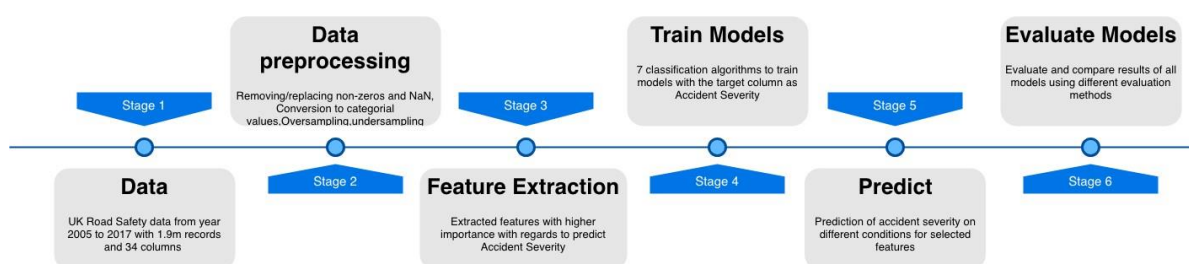 Stage 1
Data
UK Road Safety data from year
2005 to 2017 with 1.9m records
and 34 columns
Data
preprocessing
Removing/replacing non-zeros and NaN,
Conversion to categorial
values,Oversampling,undersampling
Stage 2
Stage 3
Feature Extraction
Extracted features with higher
importance with regards to predict
Accident Severity
Train Models
7 classification algorithms to train
models with the target column as
Accident Severity
Stage 4
Stage 5
Predict
Prediction of accident severity on
different conditions for selected
features
Evaluate Models
Evaluate and compare results of all
models using different evaluation
methods
Stage 6